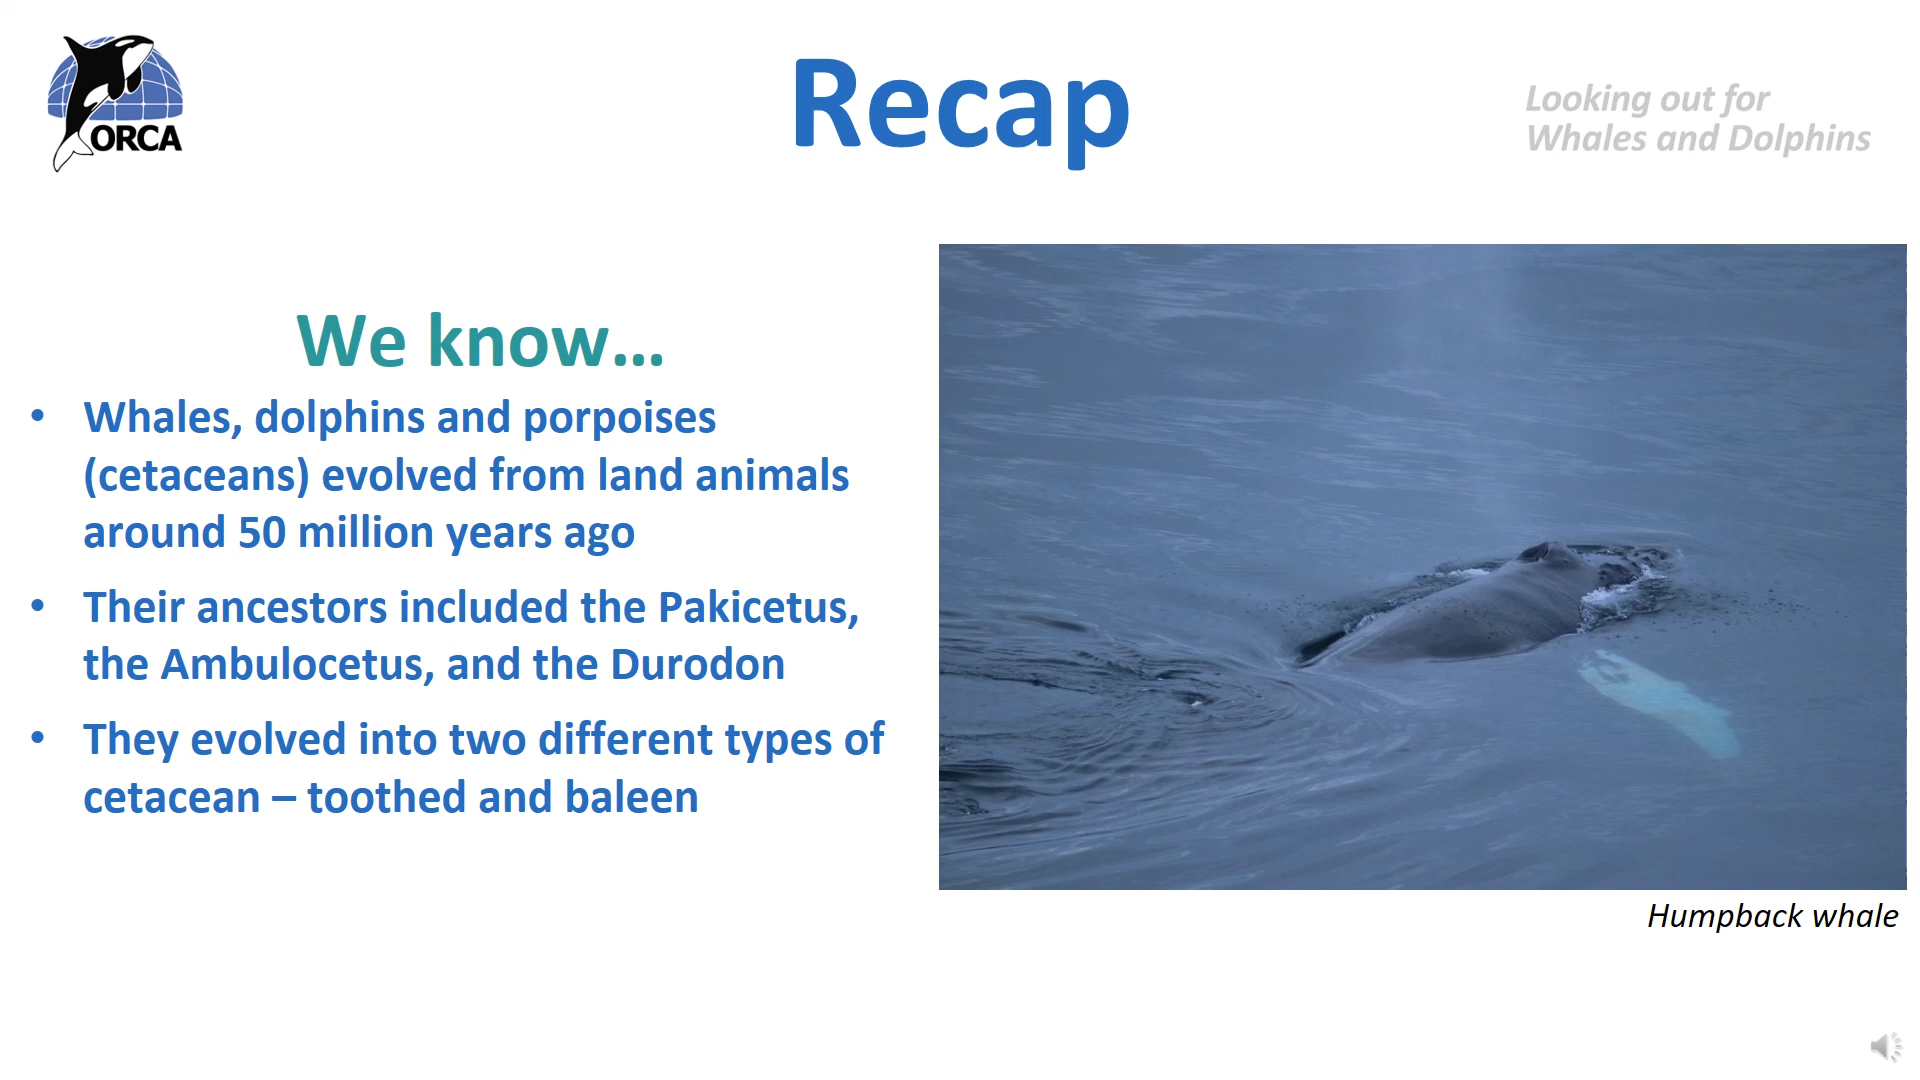 ORCA
Recap
Looking out for
Whales and Dolphins
We know...
• Whales, dolphins and porpoises
(cetaceans) evolved from land animals
around 50 million years ago
• Their ancestors included the Pakicetus,
the Ambulocetus, and the Durodon
• They evolved into two different types of
cetacean – toothed and baleen
Humpback whale